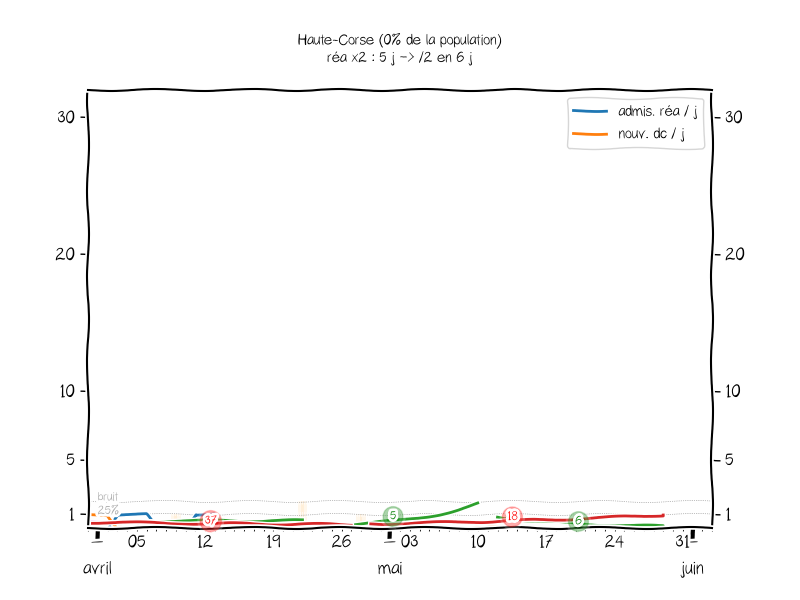 Haute-Corse (0% de la population)
réa x2 : 5 j -> /2 en 6 j
admis. réa / j
nouv. dc / j
30
20
10
5
1
30
20
10
5
1
bruit
25%
37
5
18
6
05 12 19 26 03 10 17 24 31
avril mai juin